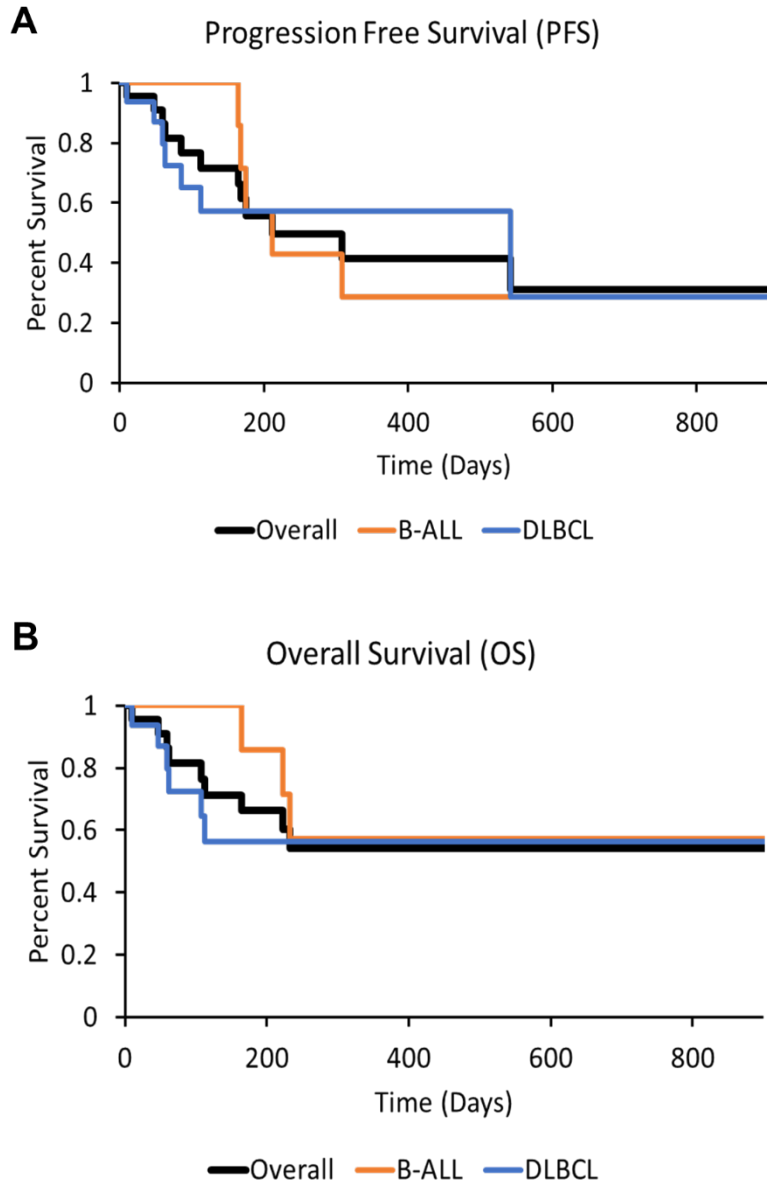 A
Progression Free Survival (PFS)
Percent Survival
1
0.8
0.6
0.4
0.2
0
0 200 400 600 800
Time (Days)
Overall B-ALL DLBCL
B
Overall Survival (OS)
Percent Survival
1
0.8
0.6
0.4
0.2
0
0 200 400 600 800
Time (Days)
Overall B-ALL DLBCL